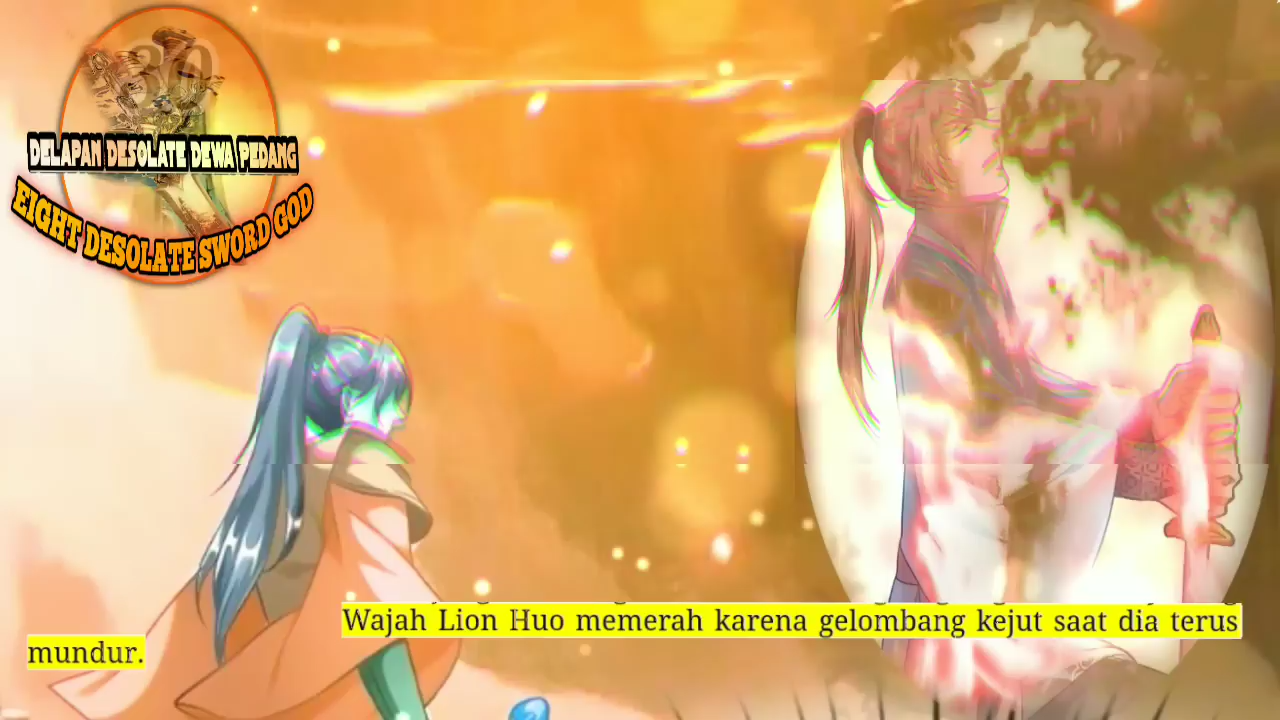 DELAPAN DESOLATE DEWA PEDANG
EIGHT DESOLATE SWORD GOD
Wajah Lion Huo memerah karena gelombang kejut saat dia terus
mundur.